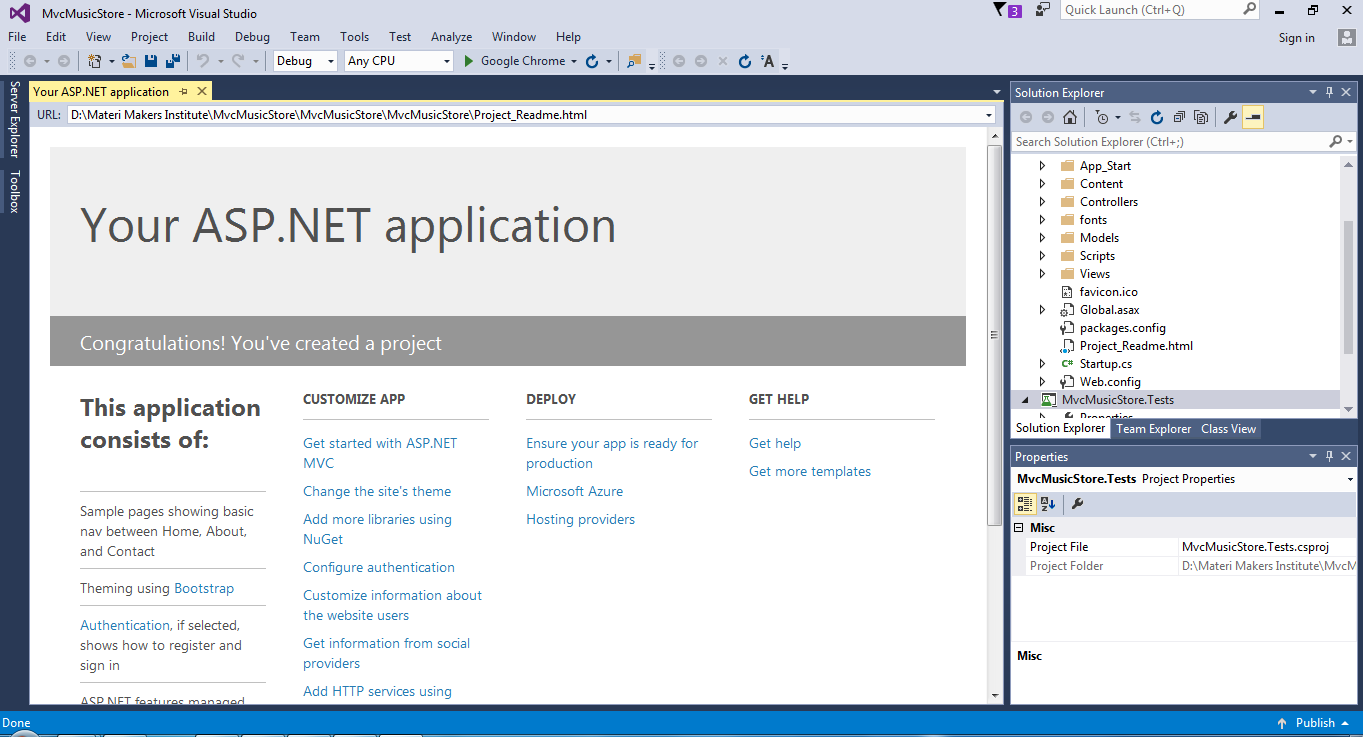 MvcMusicStore - Microsoft Visual Studio
3
Quick Launch (Ctrl+Q)
File Edit View Project Build Debug Team Tools Test Analyze Window Help
Sign in
Debug Any CPU Google Chrome
Server Explorer
Toolbox
Your ASP.NET application
URL: D:\Materi Makers Institute\MvcMusicStore\MvcMusicStore\MvcMusicStore\Project_Readme.html
Your ASP.NET application
Congratulations! You've created a project
This application
consists of:
Sample pages showing basic
nav between Home, About,
and Contact
Theming using Bootstrap
Authentication, if selected,
shows how to register and
sign in
ASP.NET features managed
CUSTOMIZE APP
Get started with ASP.NET
MVC
Change the site's theme
Add more libraries using
NuGet
Configure authentication
Customize information about
the website users
Get information from social
providers
Add HTTP services using
DEPLOY
Ensure your app is ready for
production
Microsoft Azure
Hosting providers
GET HELP
Get help
Get more templates
Solution Explorer
Search Solution Explorer (Ctrl+;)
App_Start
Content
Controllers
fonts
Models
Scripts
Views
favicon.ico
Global.asax
packages.config
Project_Readme.html
C# Startup.cs
Web.config
MvcMusicStore.Tests
Properties
Solution Explorer Team Explorer Class View
Properties
MvcMusicStore.Tests Project Properties
Misc
Project File MvcMusicStore.Tests.csproj
Project Folder D:\Materi Makers Institute\MvcM
Misc
Done
Publish